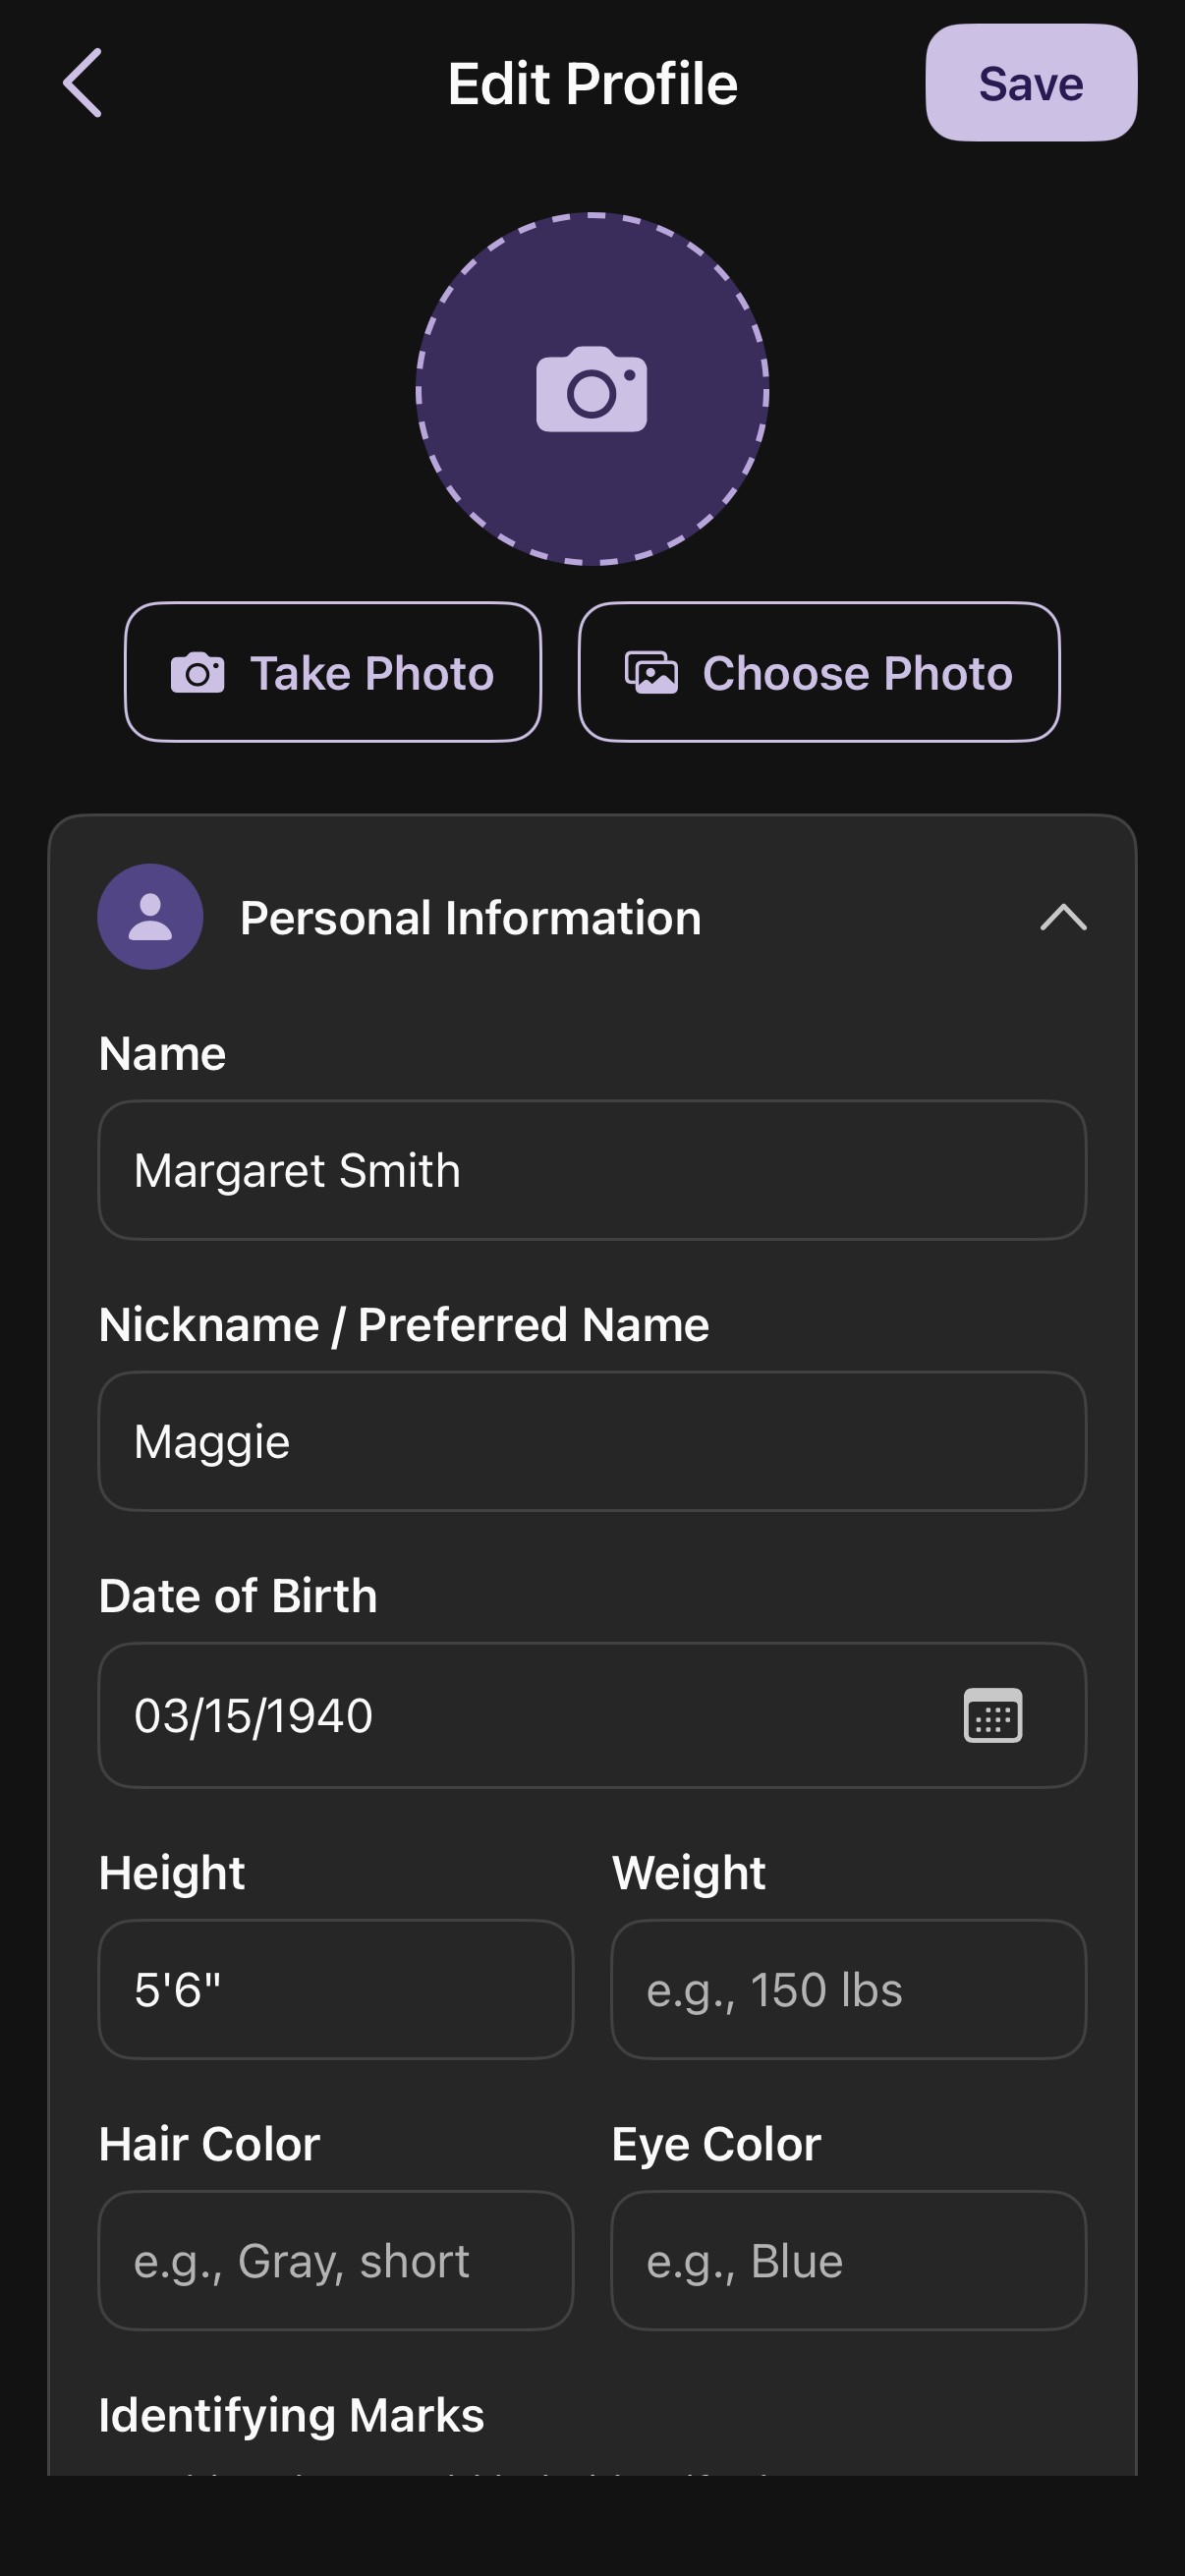 Edit Profile
Save
Take Photo
Choose Photo
Personal Information
Name
Margaret Smith
Nickname / Preferred Name
Maggie
Date of Birth
03/15/1940
Height
Weight
5'6"
e.g., 150 lbs
Hair Color
Eye Color
e.g., Gray, short
e.g., Blue
Identifying Marks